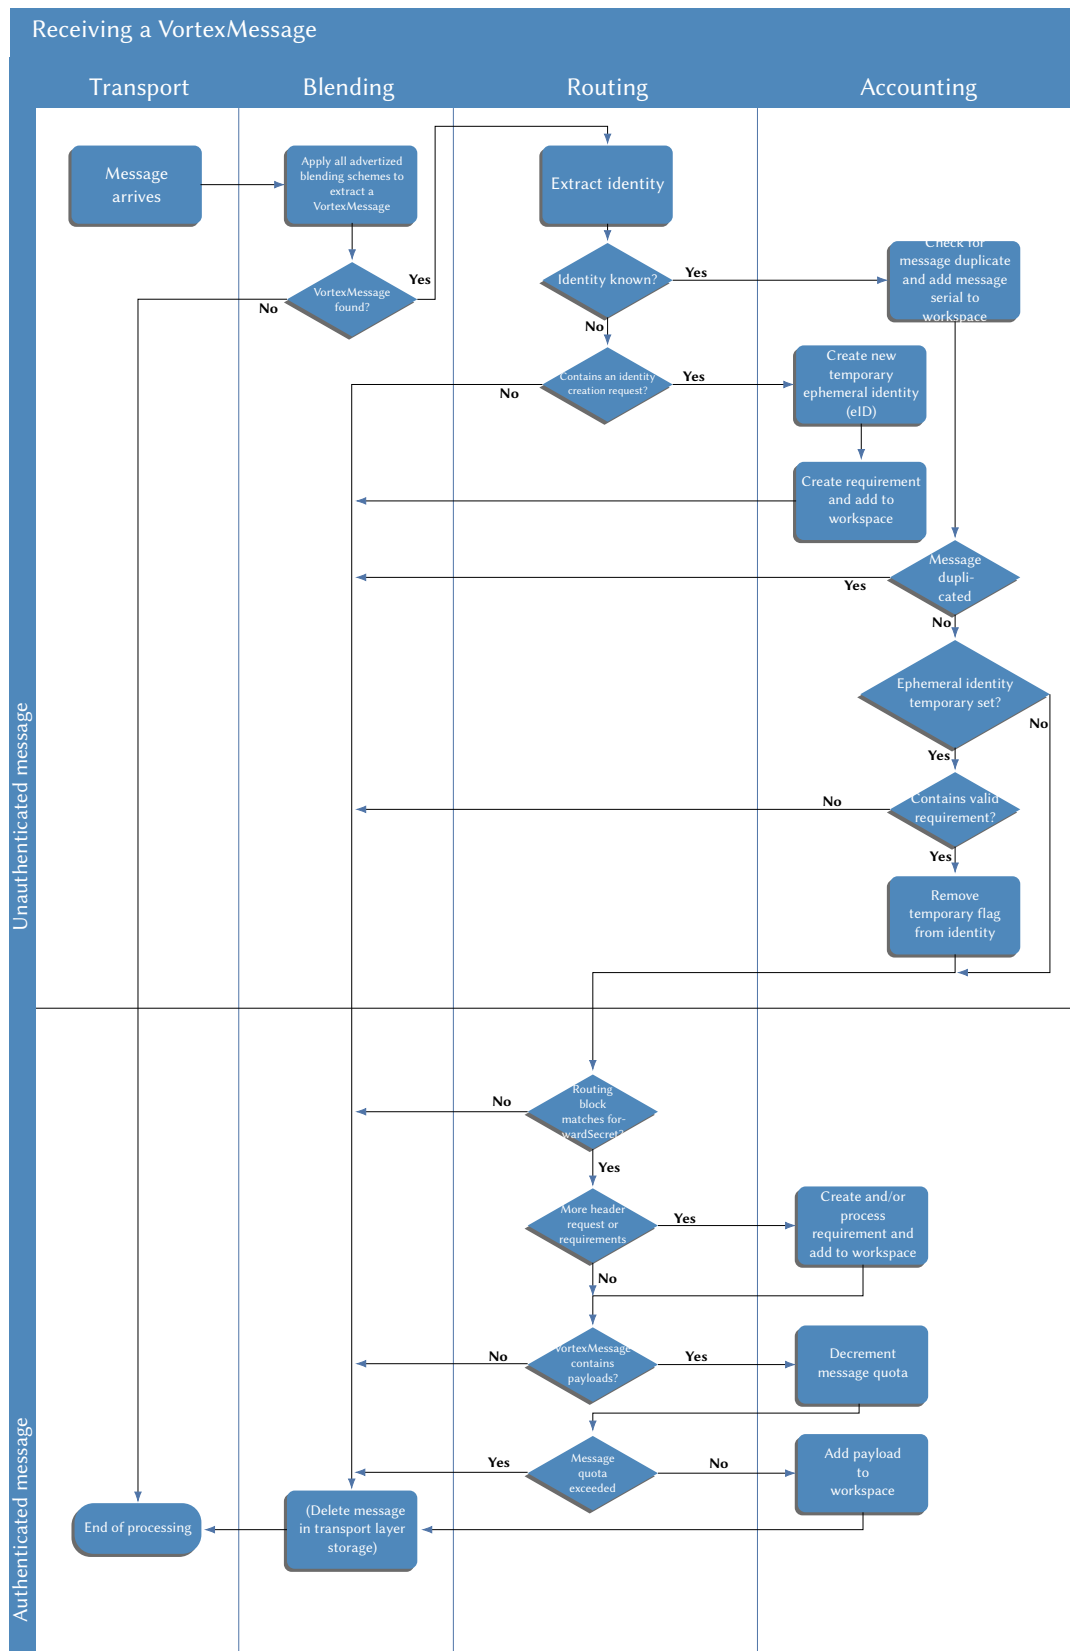 Receiving a VortexMessage
Transport
Blending
Routing
Accounting
Unauthenticated message
Authenticated message
Message
arrives
Apply all advertized
blending schemes to
extract a
VortexMessage
Extract identity
VortexMessage
found?
Yes
No
Identity known?
Yes
No
Check for
message duplicate
and add message
serial to
workspace
Contains an identity
creation request?
Yes
No
Create new
temporary
ephemeral identity
(eID)
Create requirement
and add to
workspace
Message
dupli-
cated
Yes
No
Ephemeral identity
temporary set?
No
Yes
Contains valid
requirement?
No
Yes
Remove
temporary flag
from identity
Routing
block
matches for-
wardSecret?
No
Yes
More header
request or
requirements
Yes
No
Create and/or
process
requirement and
add to workspace
VortexMessage
contains
payloads?
No
Yes
Decrement
message quota
Message
quota
exceeded
Yes
No
Add payload
to
workspace
(Delete message
in transport layer
storage)
End of processing